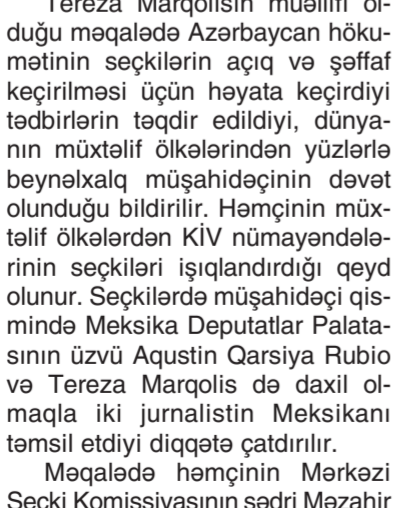 Tereza Marqolisin müəllifi ol-
duğu məqalədə Azərbaycan höku-
mətinin seçkilərin açıq və şəffaf
keçirilməsi üçün həyata keçirdiyi
tədbirlərin təqdir edildiyi, dünya-
nın müxtəlif ölkələrindən yüzlərlə
beynəlxalq müşahidəçinin dəvət
olunduğu bildirilir. Həmçinin müx-
təlif ölkələrdən KİV nümayəndələ-
rinin seçkiləri işıqlandırdığı qeyd
olunur. Seçkilərdə müşahidəçi qis-
mində Meksika Deputatlar Palata-
sının üzvü Aqustin Qarsiya Rubio
və Tereza Marqolis də daxil ol-
maqla iki jurnalistin Meksikanı
təmsil etdiyi diqqətə çatdırılır.
Məqalədə həmçinin Mərkəzi
Seçki Komissiyasının sədri Məzahir